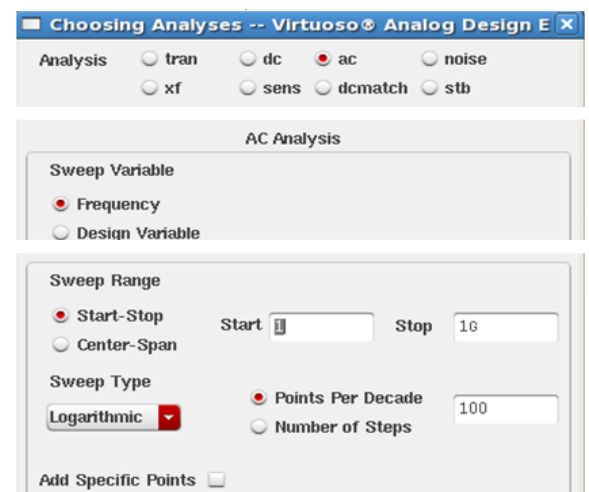 Choosing Analyses -- Virtuoso® Analog Design E
Analysis tran dc ac noise
xf sens dcmatch stb
AC Analysis
Sweep Variable
Frequency
Design Variable
Sweep Range
Start-Stop Start 1 Stop 1G
Center-Span
Sweep Type
Logarithmic Points Per Decade 100
Number of Steps
Add Specific Points